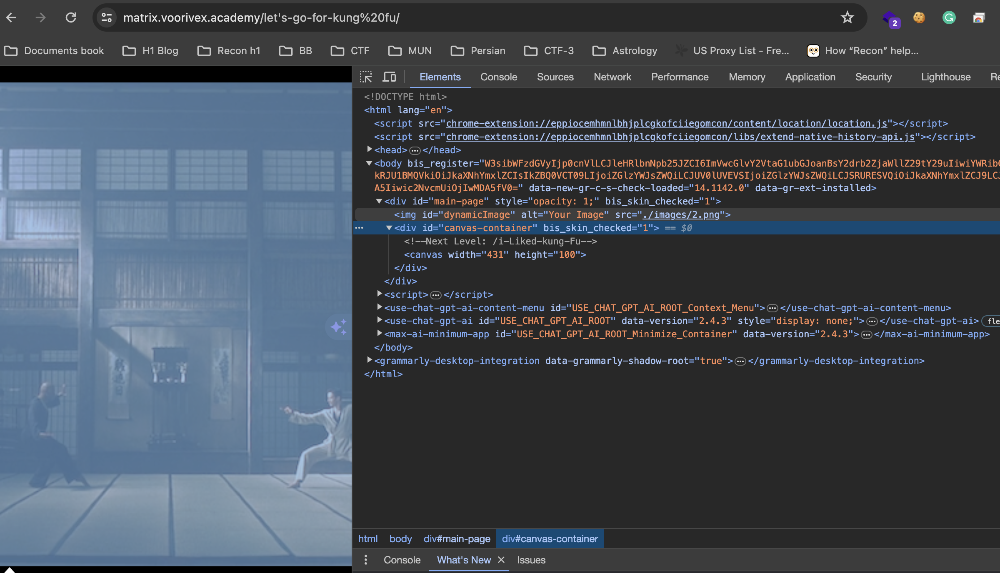 matrix.voorivex.academy/let's-go-for-kung%20fu/
2
G
Documents book
H1 Blog
Recon h1
BB
CTF
MUN
Persian
CTF-3
Astrology
US Proxy List - Fre...
How “Recon” help...
Elements
Console
Sources
Network
Performance
Memory
Application
Security
Lighthouse
<!DOCTYPE html>
<html lang="en">
<script src="chrome-extension://eppiocemhmnlbhjplcgkofciiegomcon/content/location/location.js"></script>
<script src="chrome-extension://eppiocemhmnlbhjplcgkofciiegomcon/libs/extend-native-history-api.js"></script>
<head>…</head>
<body bis_register="W3sibWFzdGVyIjp0cnVlLCJleHRlbnNpb25JZCI6ImVwcGlvY2VtaG1ubGJoanBsY2drb2ZjaWllZ29tY29uIiwiYWRib
kRJU1BMQVkiOiJkaXNhYmxlZCIsIkZBQ0VCT09LIjoiZGlzYWJsZWQiLCJUV0lUVEVSIjoiZGlzYWJsZWQiLCJSRURESVQiOiJkaXNhYmxlZCJ9LCJ
A5Iiwic2NvcmUiOjIwMDA5fV0=" data-new-gr-c-s-check-loaded="14.1142.0" data-gr-ext-installed>
<div id="main-page" style="opacity: 1;" bis_skin_checked="1">
<img id="dynamicImage" alt="Your Image" src="./images/2.png">
<div id="canvas-container" bis_skin_checked="1"> == $0
<!--Next Level: /i-Liked-kung-Fu-->
<canvas width="431" height="100">
</div>
</div>
<script>…</script>
<use-chat-gpt-ai-content-menu id="USE_CHAT_GPT_AI_ROOT_Context_Menu">…</use-chat-gpt-ai-content-menu>
<use-chat-gpt-ai id="USE_CHAT_GPT_AI_ROOT" data-version="2.4.3" style="display: none;">…</use-chat-gpt-ai> fle
<max-ai-minimum-app id="USE_CHAT_GPT_AI_ROOT_Minimize_Container" data-version="2.4.3">…</max-ai-minimum-app>
</body>
<grammarly-desktop-integration data-grammarly-shadow-root="true">…</grammarly-desktop-integration>
</html>
html
body
div#main-page
div#canvas-container
Console
What's New
Issues